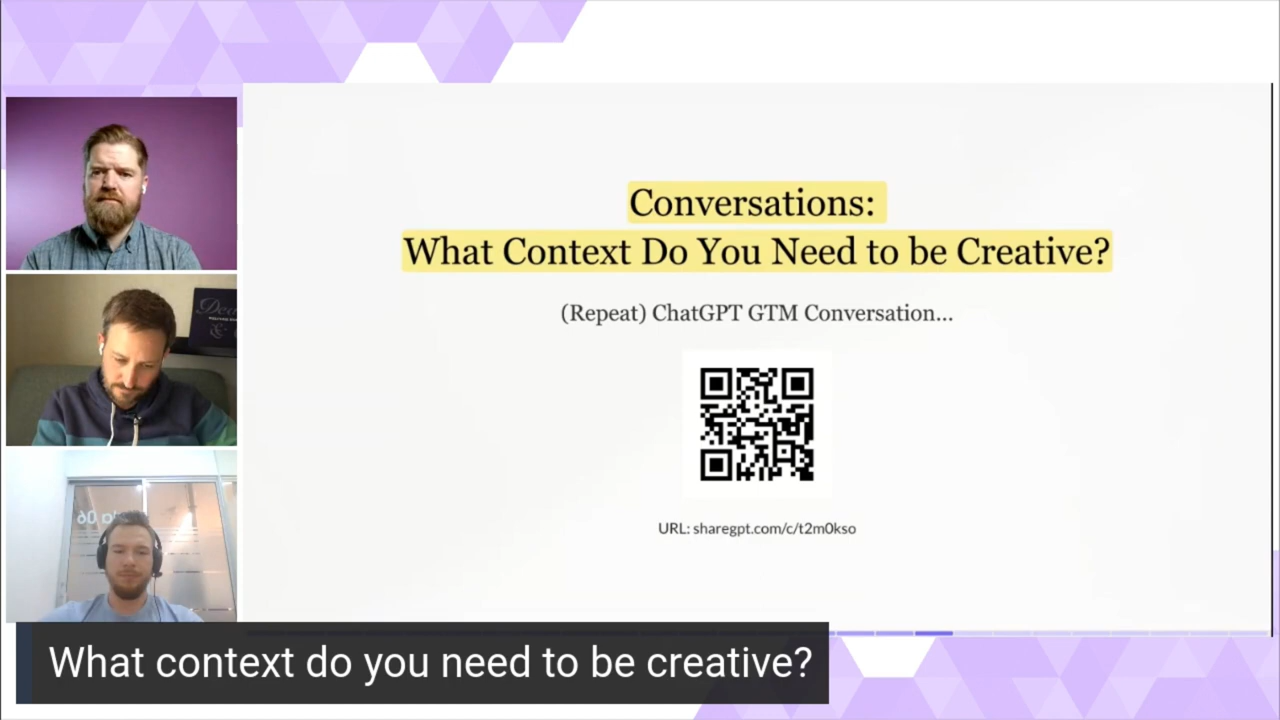 Conversations:
What Context Do You Need to be Creative?
(Repeat) ChatGPT GTM Conversation...
URL: sharegpt.com/c/t2m0kso
What context do you need to be creative?